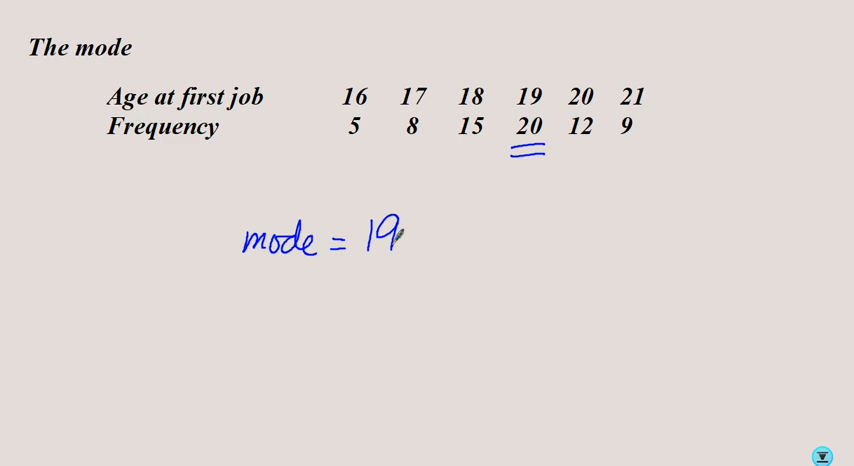 The mode
Age at first job 16 17 18 19 20 21
Frequency 5 8 15 20 12 9
mode = 19